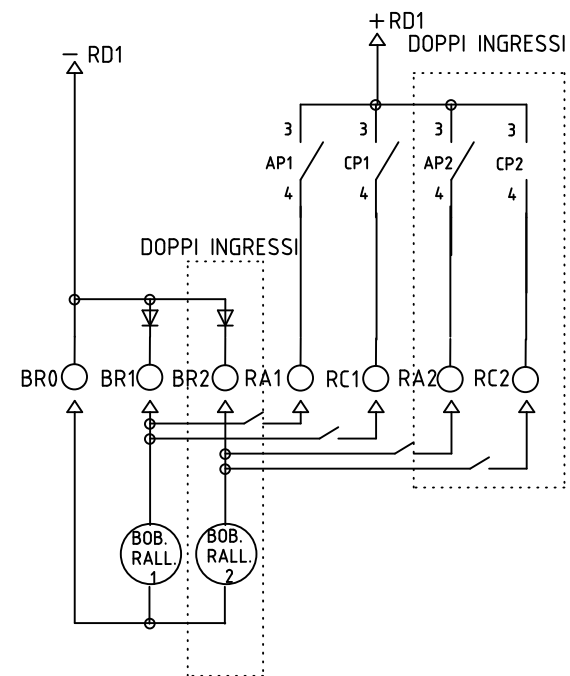 + RD1
DOPPI INGRESSI
− RD1
3
3
3
3
AP1
CP1
AP2
CP2
4
4
4
4
DOPPI INGRESSI
BR0
BR1
BR2
RA1
RC1
RA2
RC2
BOB.
RALL.
1
BOB.
RALL.
2